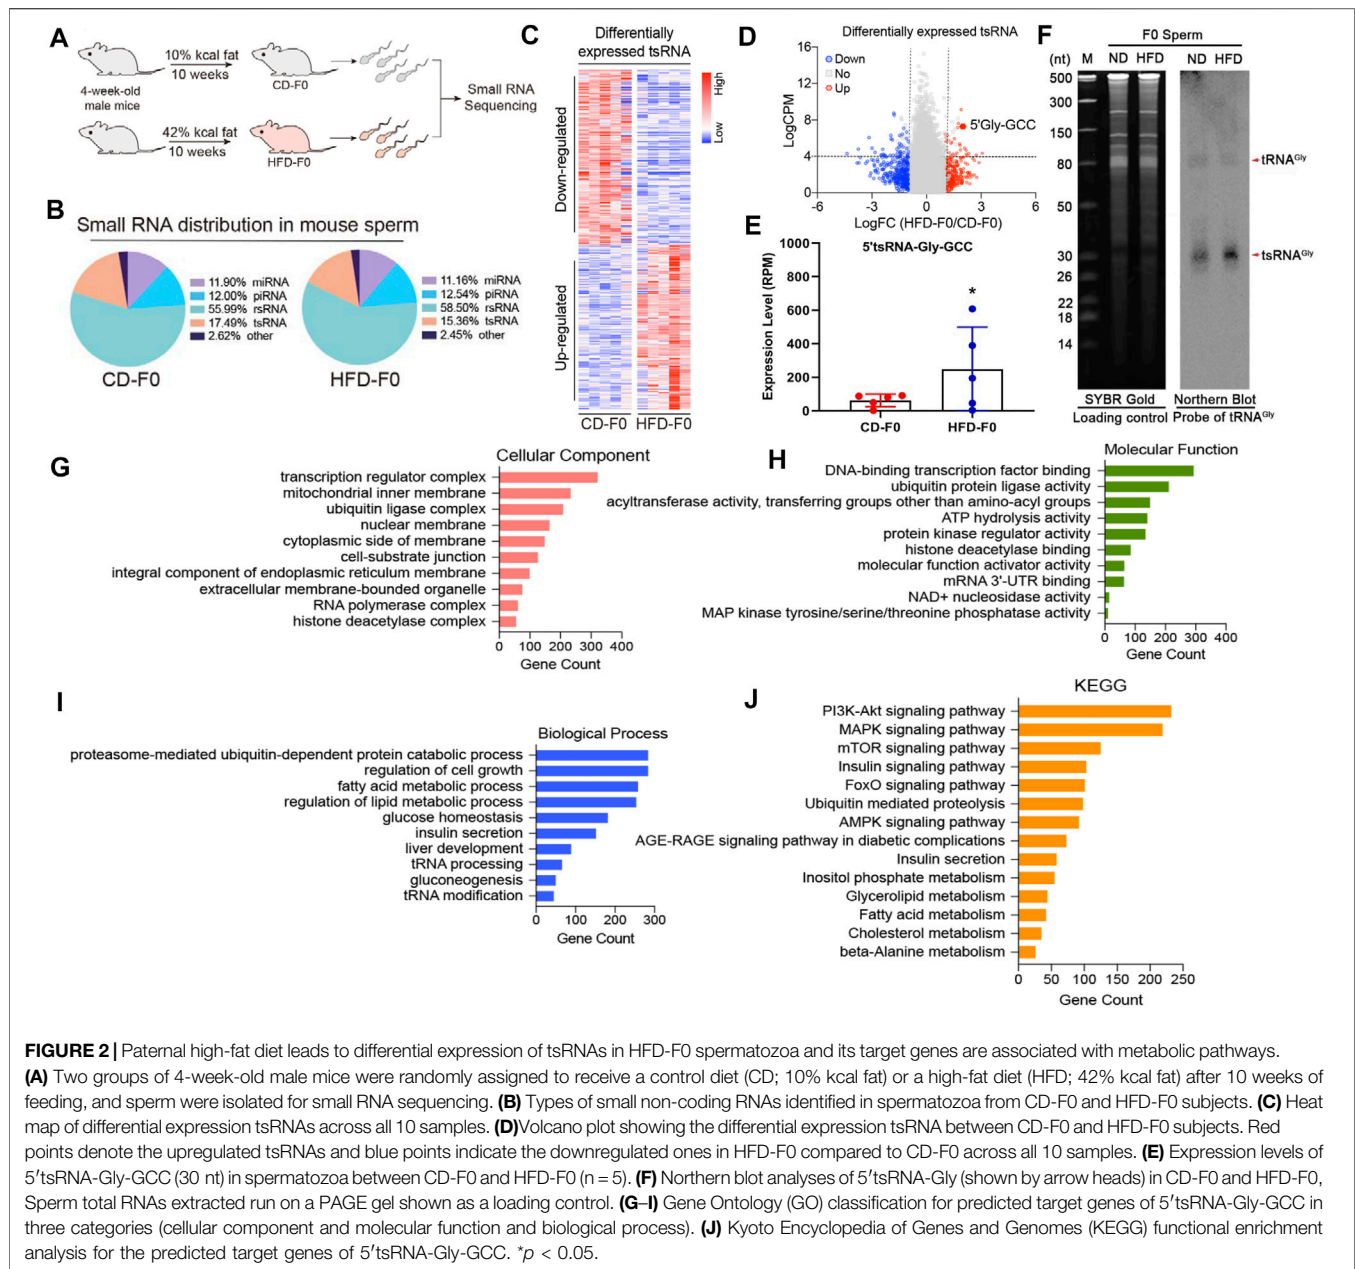 A
10% kcal fat
10 weeks
4-week-old
male mice
CD-F0
42% kcal fat
10 weeks
HFD-F0
Small RNA
Sequencing
B
Small RNA distribution in mouse sperm
11.90% miRNA
12.00% piRNA
55.99% rsRNA
17.49% tsRNA
2.62% other
CD-F0
11.16% miRNA
12.54% piRNA
58.50% rsRNA
15.36% tsRNA
2.45% other
HFD-F0
C
Differentially
expressed tsRNA
High
Low
Down-regulated
Up-regulated
CD-F0 HFD-F0
D
Differentially expressed tsRNA
Down
No
Up
5'Gly-GCC
LogCPM
16
12
8
4
0
-6 -3 0 3 6
LogFC (HFD-F0/CD-F0)
E
5'tsRNA-Gly-GCC
Expression Level (RPM)
1000
800
600
400
200
0
*
CD-F0 HFD-F0
F
F0 Sperm
(nt) M ND HFD ND HFD
500
300
150
80
50
30
26
22
18
14
tRNAGly
tsRNAGly
SYBR Gold
Loading control
Northern Blot
Probe of tRNAGly
G
Cellular Component
transcription regulator complex
mitochondrial inner membrane
ubiquitin ligase complex
nuclear membrane
cytoplasmic side of membrane
cell-substrate junction
integral component of endoplasmic reticulum membrane
extracellular membrane-bounded organelle
RNA polymerase complex
histone deacetylase complex
0 100 200 300 400
Gene Count
H
Molecular Function
DNA-binding transcription factor binding
ubiquitin protein ligase activity
acyltransferase activity, transferring groups other than amino-acyl groups
ATP hydrolysis activity
protein kinase regulator activity
histone deacetylase binding
molecular function activator activity
mRNA 3'-UTR binding
NAD+ nucleosidase activity
MAP kinase tyrosine/serine/threonine phosphatase activity
0 100 200 300 400
Gene Count
I
Biological Process
proteasome-mediated ubiquitin-dependent protein catabolic process
regulation of cell growth
fatty acid metabolic process
regulation of lipid metabolic process
glucose homeostasis
insulin secretion
liver development
tRNA processing
gluconeogenesis
tRNA modification
0 100 200 300
Gene Count
J
KEGG
PI3K-Akt signaling pathway
MAPK signaling pathway
mTOR signaling pathway
Insulin signaling pathway
FoxO signaling pathway
Ubiquitin mediated proteolysis
AMPK signaling pathway
AGE-RAGE signaling pathway in diabetic complications
Insulin secretion
Inositol phosphate metabolism
Glycerolipid metabolism
Fatty acid metabolism
Cholesterol metabolism
beta-Alanine metabolism
0 50 100 150 200 250
Gene Count
FIGURE 2 | Paternal high-fat diet leads to differential expression of tsRNAs in HFD-F0 spermatozoa and its target genes are associated with metabolic pathways.
(A) Two groups of 4-week-old male mice were randomly assigned to receive a control diet (CD; 10% kcal fat) or a high-fat diet (HFD; 42% kcal fat) after 10 weeks of
feeding, and sperm were isolated for small RNA sequencing. (B) Types of small non-coding RNAs identified in spermatozoa from CD-F0 and HFD-F0 subjects. (C) Heat
map of differential expression tsRNAs across all 10 samples. (D)Volcano plot showing the differential expression tsRNA between CD-F0 and HFD-F0 subjects. Red
points denote the upregulated tsRNAs and blue points indicate the downregulated ones in HFD-F0 compared to CD-F0 across all 10 samples. (E) Expression levels of
5′tsRNA-Gly-GCC (30 nt) in spermatozoa between CD-F0 and HFD-F0 (n = 5). (F) Northern blot analyses of 5′tsRNA-Gly (shown by arrow heads) in CD-F0 and HFD-F0,
Sperm total RNAs extracted run on a PAGE gel shown as a loading control. (G–I) Gene Ontology (GO) classification for predicted target genes of 5′tsRNA-Gly-GCC in
three categories (cellular component and molecular function and biological process). (J) Kyoto Encyclopedia of Genes and Genomes (KEGG) functional enrichment
analysis for the predicted target genes of 5′tsRNA-Gly-GCC. *p < 0.05.